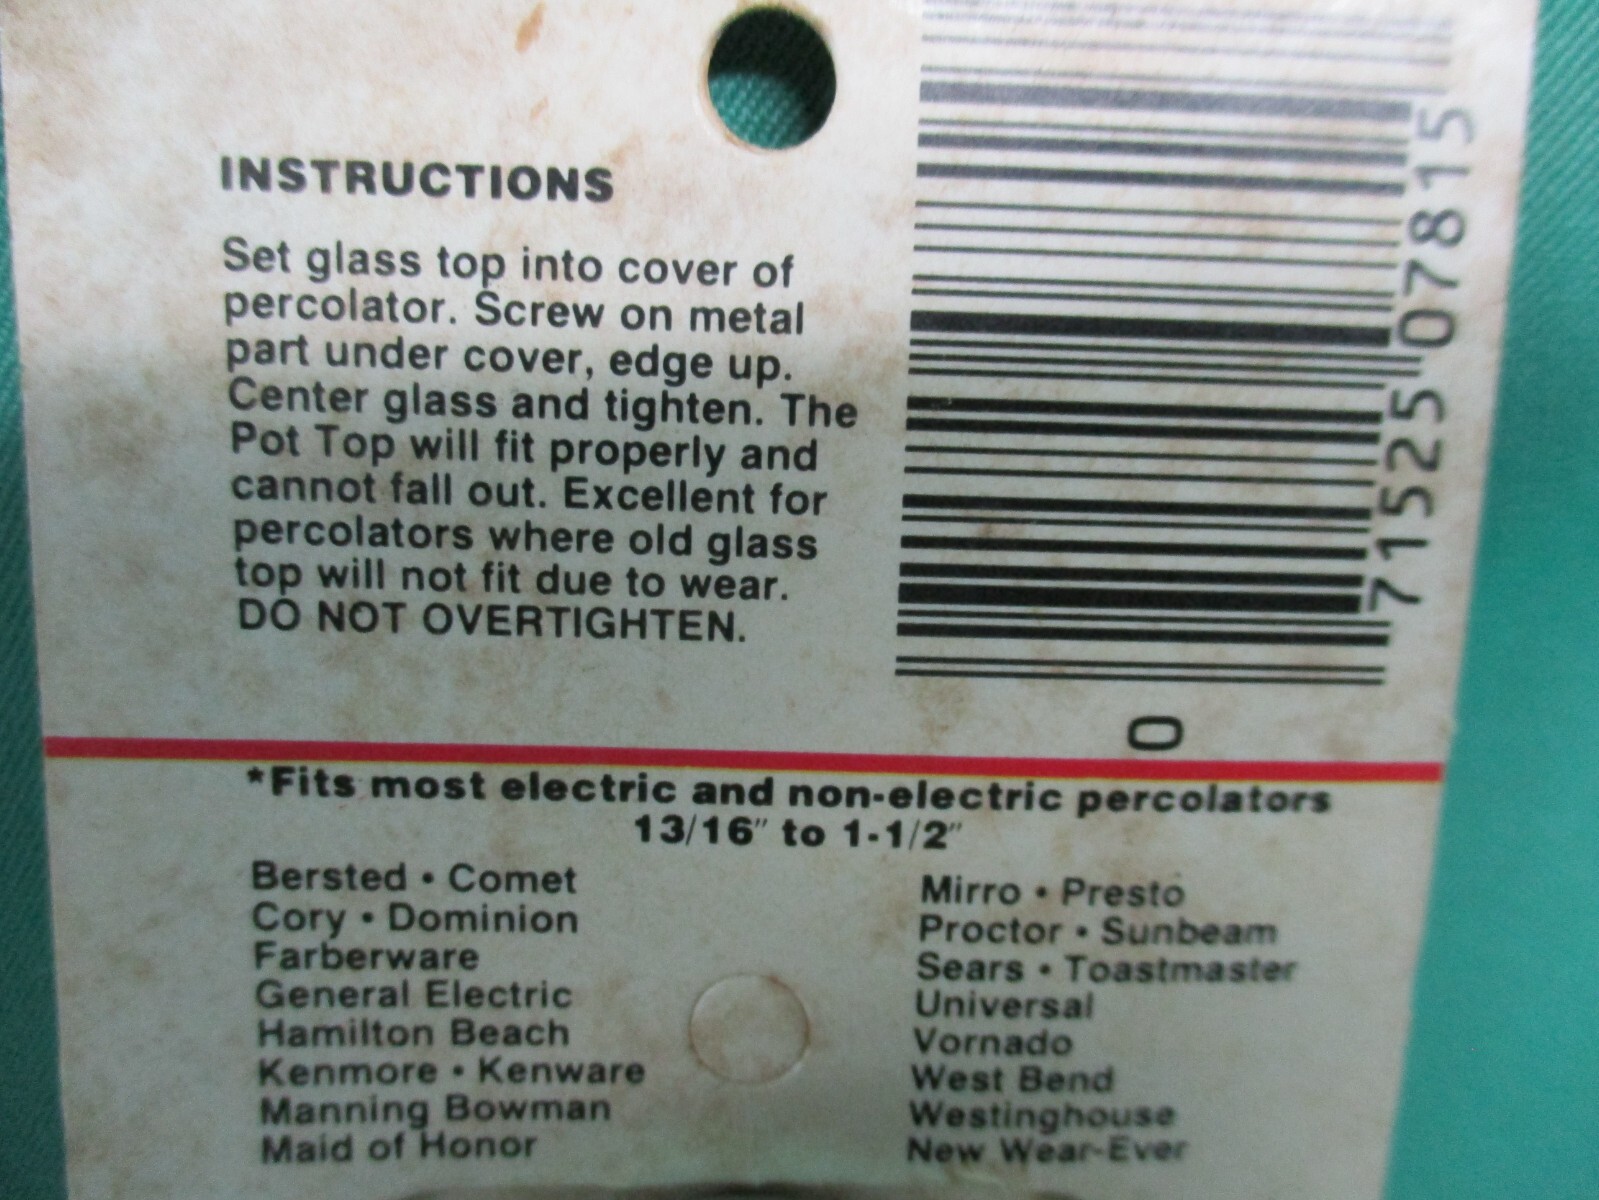 INSTRUCTIONS
Set glass top into cover of
percolator. Screw on metal
part under cover, edge up.
Center glass and tighten. The
Pot Top will fit properly and
cannot fall out. Excellent for
percolators where old glass
top will not fit due to wear.
DO NOT OVERTIGHTEN.
0
71525 07815
*Fits most electric and non-electric percolators
13/16" to 1-1/2"
Bersted • Comet
Cory • Dominion
Farberware
General Electric
Hamilton Beach
Kenmore • Kenware
Manning Bowman
Maid of Honor
Mirro • Presto
Proctor • Sunbeam
Sears • Toastmaster
Universal
Vornado
West Bend
Westinghouse
New Wear-Ever